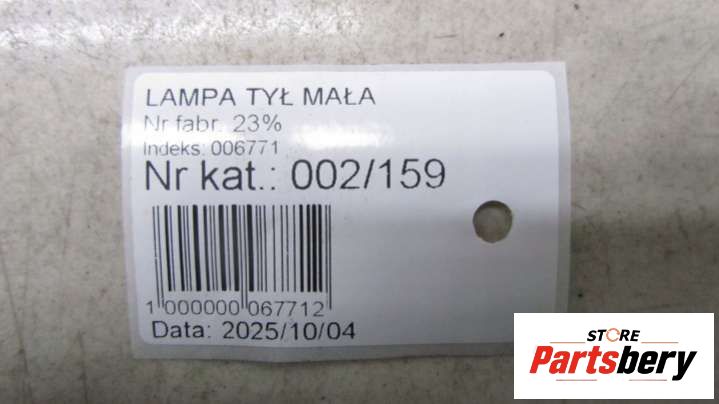 LAMPA TYŁ MAŁA
Nr fabr. 23%
Indeks: 006771
Nr kat.: 002/159
1 000000 067712
Data: 2025/10/04
STORE
Partsbery